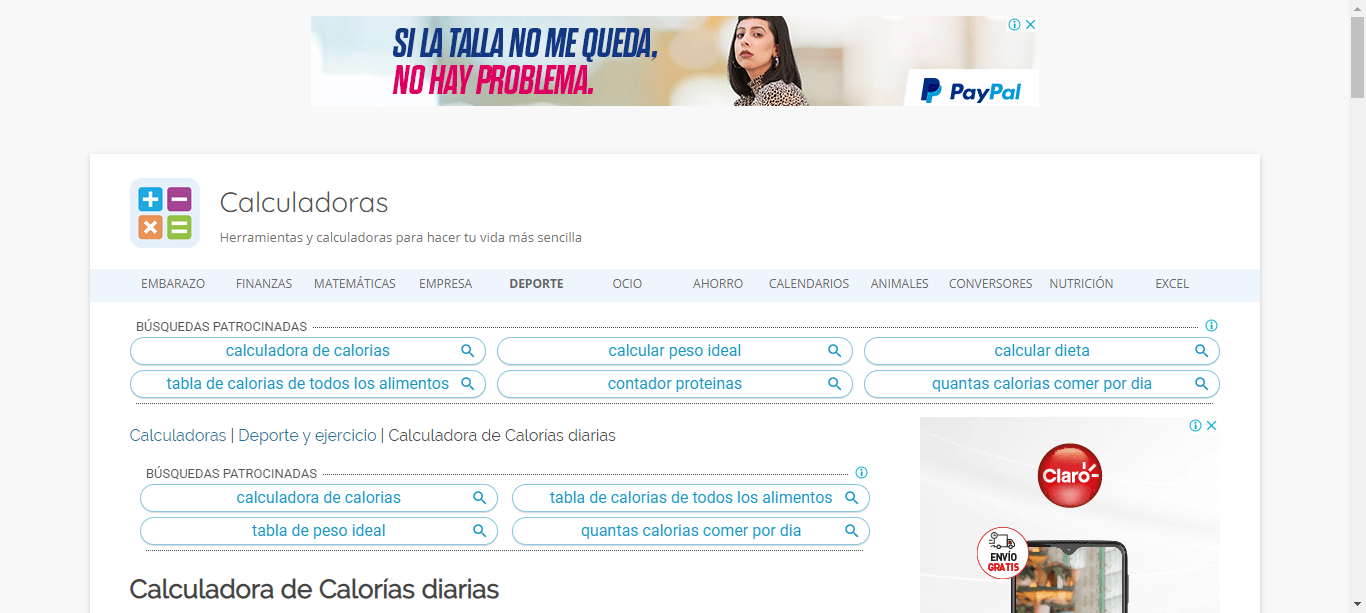 SI LA TALLA NO ME QUEDA,
NO HAY PROBLEMA.
PayPal
Calculadoras
Herramientas y calculadoras para hacer tu vida más sencilla
EMBARAZO FINANZAS MATEMÁTICAS EMPRESA DEPORTE OCIO AHORRO CALENDARIOS ANIMALES CONVERSORES NUTRICIÓN EXCEL
BÚSQUEDAS PATROCINADAS
calculadora de calorias calcular peso ideal calcular dieta
tabla de calorias de todos los alimentos contador proteinas quantas calorias comer por dia
Calculadoras | Deporte y ejercicio | Calculadora de Calorías diarias
BÚSQUEDAS PATROCINADAS
calculadora de calorias tabla de calorias de todos los alimentos
tabla de peso ideal quantas calorias comer por dia
Calculadora de Calorías diarias
Claro
ENVÍO
GRATIS